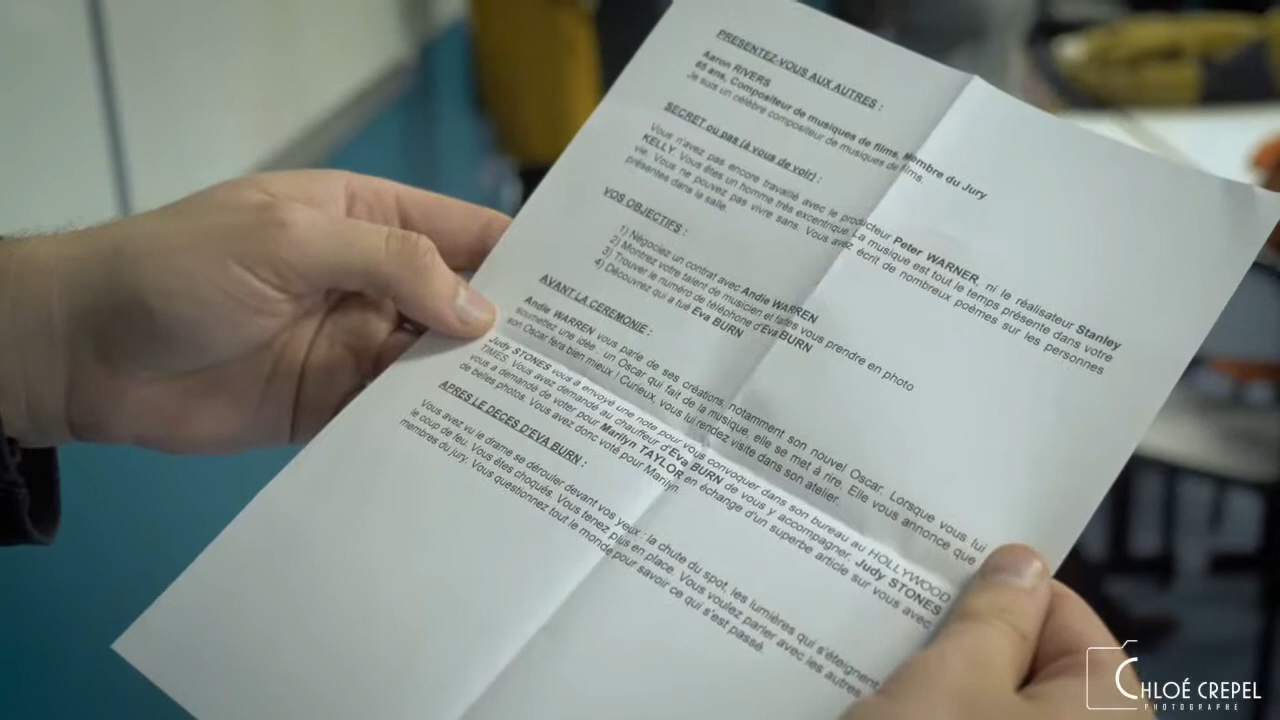 PRESENTEZ-VOUS AUX AUTRES :
Aaron RIVERS
65 ans, Compositeur de musiques de films, Membre du Jury
Je suis un célèbre compositeur de musiques de films.
SECRET ou pas (à vous de voir) :
Vous n'avez pas encore travaillé avec le producteur Peter WARNER, ni le réalisateur Stanley
KELLY. Vous êtes un homme très excentrique. La musique est tout le temps présente dans votre
vie. Vous ne pouvez pas vivre sans. Vous avez écrit de nombreux poèmes sur les personnes
présentes dans la salle.
VOS OBJECTIFS :
1) Négociez un contrat avec Andie WARREN
2) Montrez votre talent de musicien et faites vous prendre en photo
3) Trouver le numéro de téléphone d'Eva BURN
4) Découvrez qui a tué Eva BURN
AVANT LA CEREMONIE :
Andie WARREN vous parle de ses créations, notamment son nouvel Oscar. Lorsque vous lui
soumettez une idée : un Oscar qui fait de la musique, elle se met à rire. Elle vous annonce que
son Oscar fera bien mieux ! Curieux, vous lui rendez visite dans son atelier.
Judy STONES vous a envoyé une note pour vous convoquer dans son bureau au HOLLYWOOD
TIMES. Vous avez demandé au chauffeur d'Eva BURN de vous y accompagner. Judy STONES
vous a demandé de voter pour Marilyn TAYLOR en échange d'un superbe article sur vous avec
de belles photos. Vous avez donc voté pour Marilyn.
APRES LE DECES D'EVA BURN :
Vous avez vu le drame se dérouler devant vos yeux : la chute du spot, les lumières qui s'éteignent,
le coup de feu. Vous êtes choqués. Vous tenez plus en place. Vous voulez parler avec les autres
membres du jury. Vous questionnez tout le monde pour savoir ce qui s'est passé.
CHLOÉ CREPEL
PHOTOGRAPHE